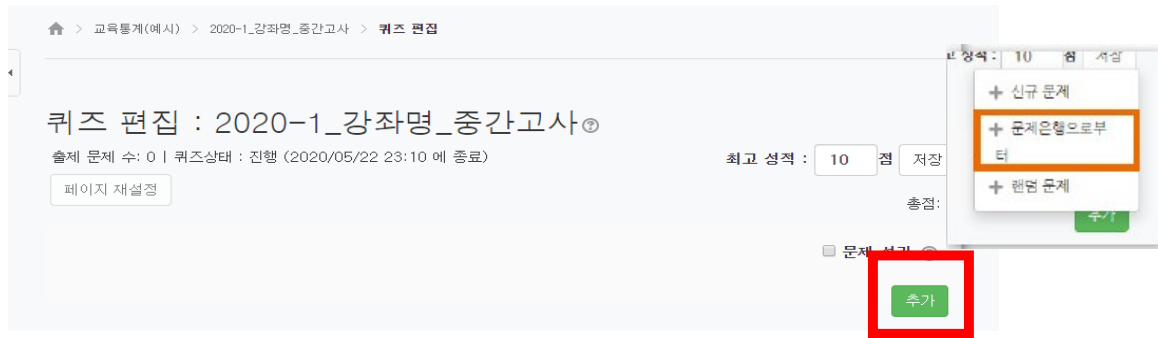 교육통계(예시) > 2020-1_강좌명_중간고사 > 퀴즈 편집
퀴즈 편집 : 2020-1_강좌명_중간고사
출제 문제 수: 0 | 퀴즈상태 : 진행 (2020/05/22 23:10 에 종료)
최고 성적 : 10 점 저장
페이지 재설정
총점:
추가
고 성적 : 10 점 저장
+ 신규 문제
+ 문제은행으로부
터
+ 랜덤 문제
추가